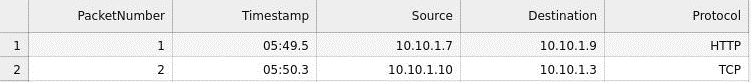 PacketNumber Timestamp Source Destination Protocol
1 1 05:49.5 10.10.1.7 10.10.1.9 HTTP
2 2 05:50.3 10.10.1.10 10.10.1.3 TCP